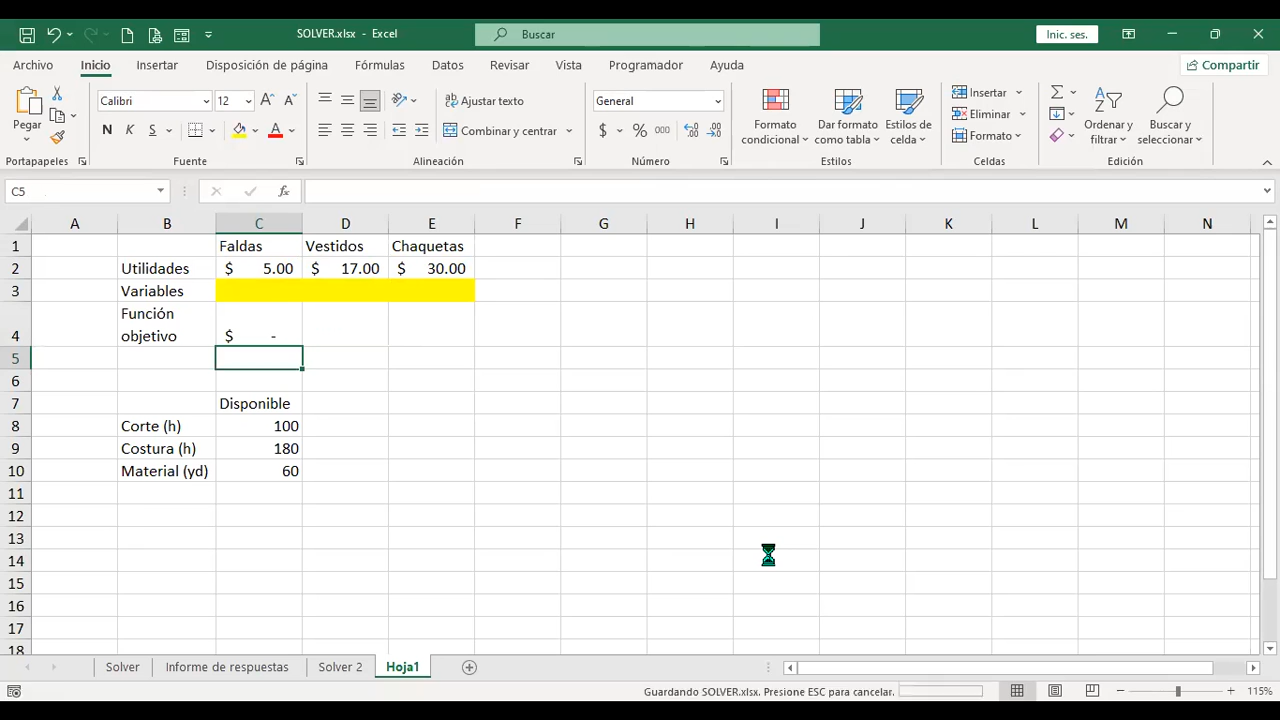 SOLVER.xlsx - Excel
Buscar
Inic. ses.
Archivo Inicio Insertar Disposición de página Fórmulas Datos Revisar Vista Programador Ayuda
Compartir
Pegar
Portapapeles
Calibri 12
N K S
Fuente
Ajustar texto
Combinar y centrar
Alineación
General
$ % 000
Número
Formato condicional
Dar formato como tabla
Estilos de celda
Estilos
Insertar
Eliminar
Formato
Celdas
Ordenar y filtrar
Buscar y seleccionar
Edición
C5
fx
A B C D E F G H I J K L M N
1 Faldas Vestidos Chaquetas
2 Utilidades $ 5.00 $ 17.00 $ 30.00
3 Variables
Función
4 objetivo $ -
5
6
7 Disponible
8 Corte (h) 100
9 Costura (h) 180
10 Material (yd) 60
11
12
13
14
15
16
17
18
Solver Informe de respuestas Solver 2 Hoja1
Guardando SOLVER.xlsx. Presione ESC para cancelar.
115%